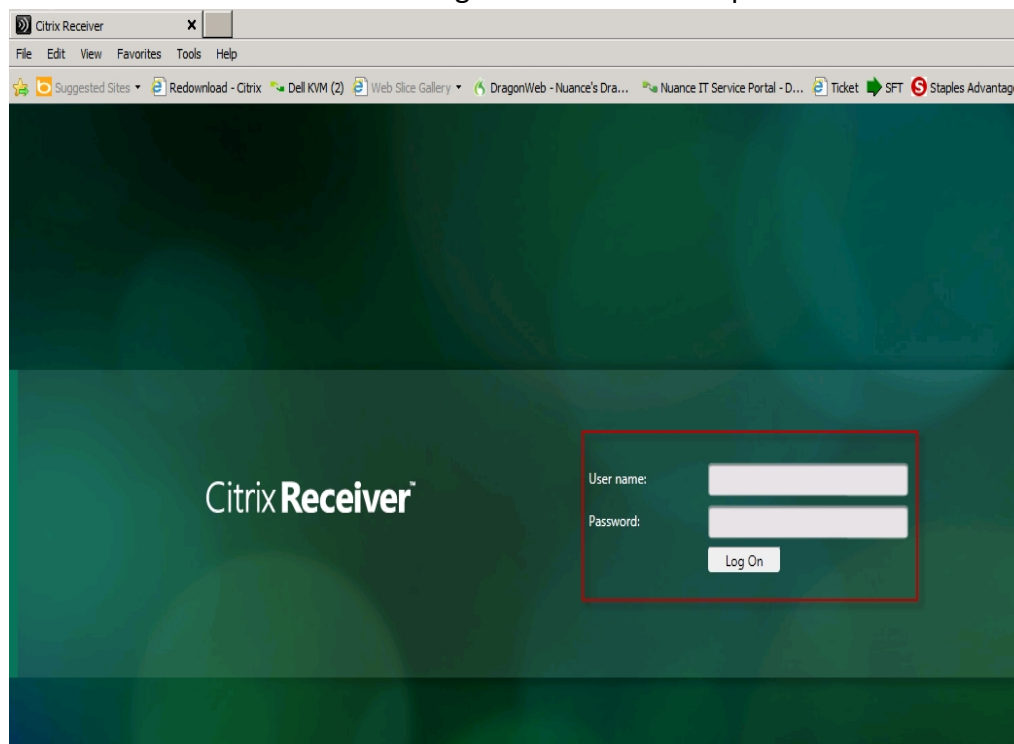 Citrix Receiver X
File Edit View Favorites Tools Help
Suggested Sites Redownload - Citrix Dell KVM (2) Web Slice Gallery DragonWeb - Nuance's Dra... Nuance IT Service Portal - D... Ticket SFT Staples Advantag
User name:
Citrix Receiver™
Password:
Log On